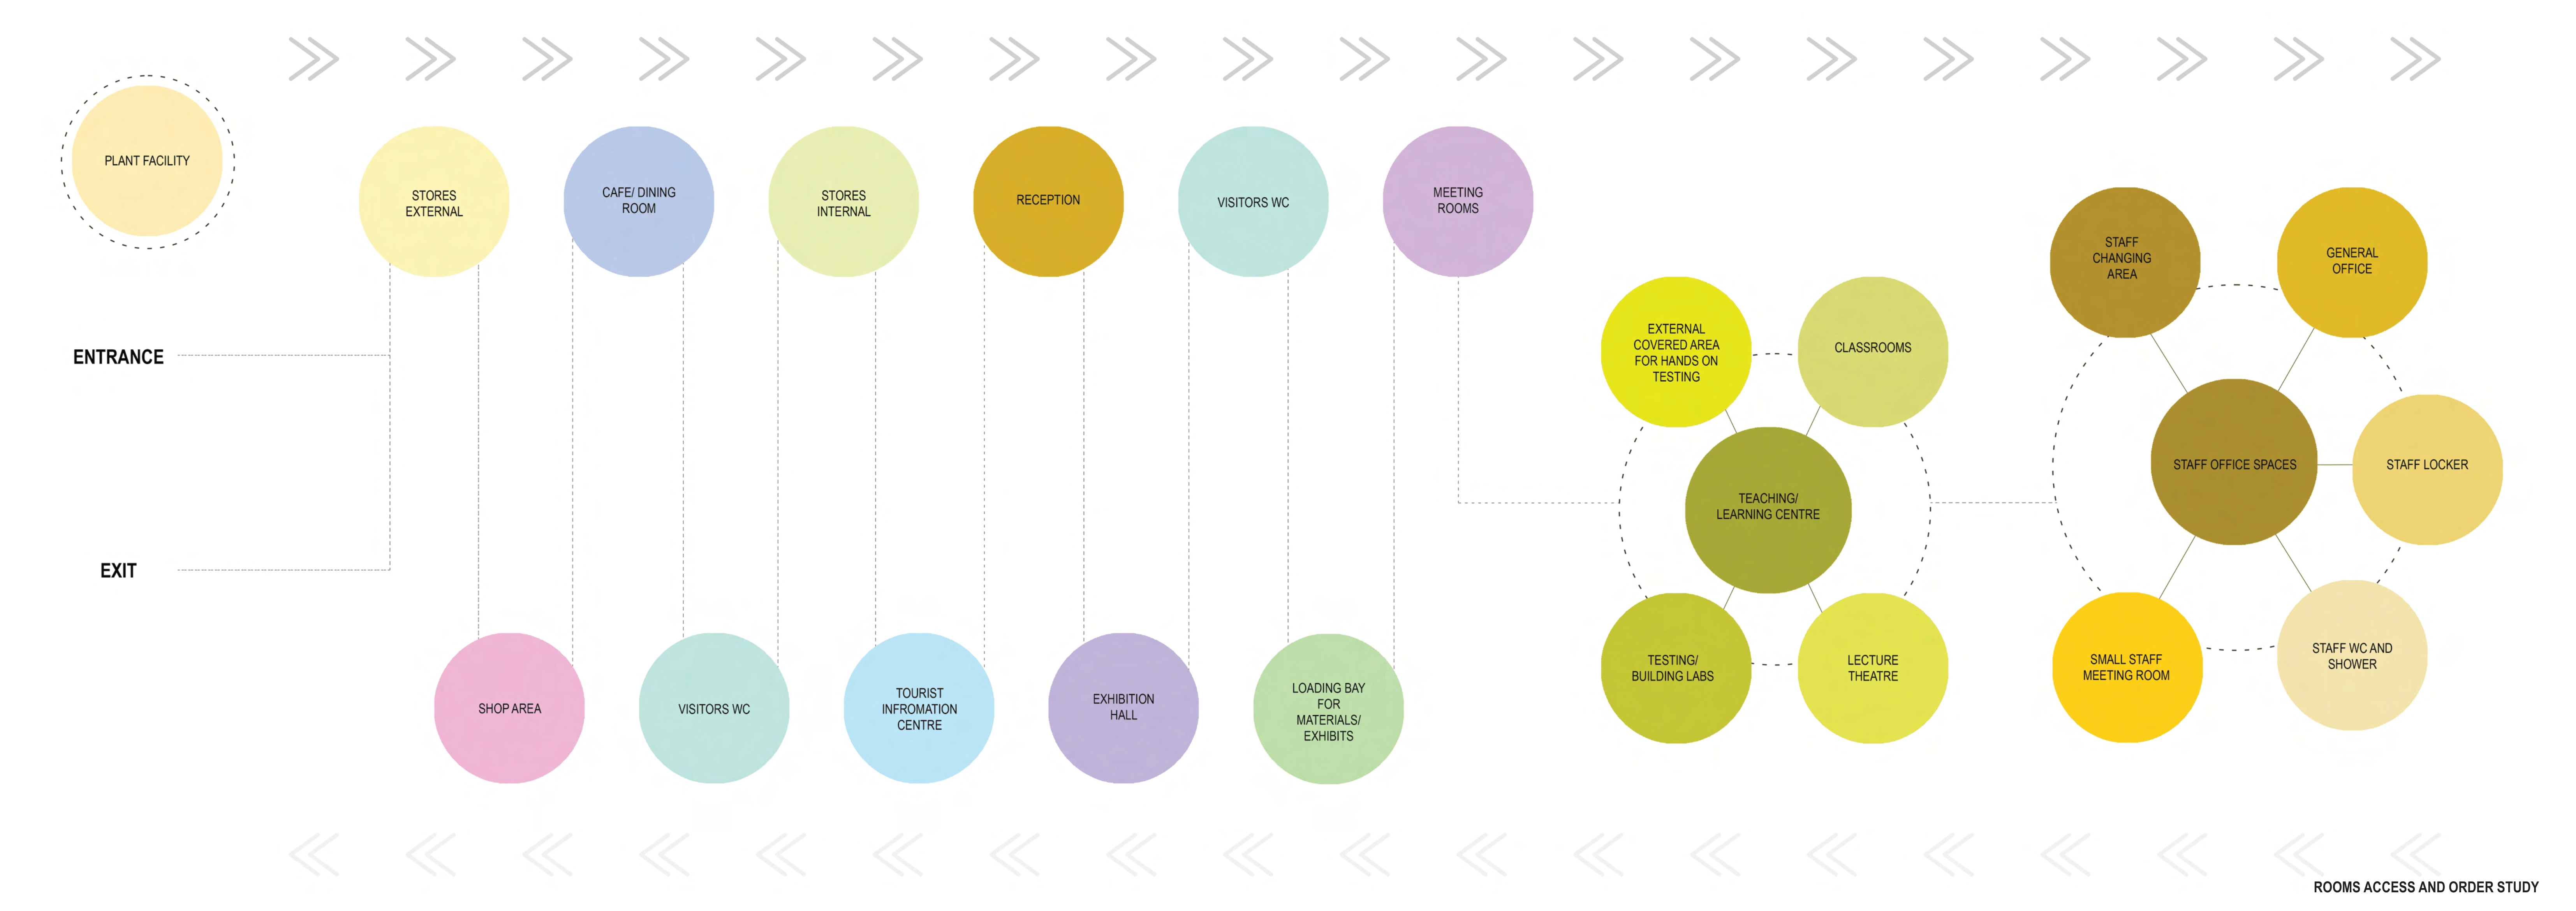 PLANT FACILITY
STORES
EXTERNAL
CAFE/ DINING
ROOM
STORES
INTERNAL
RECEPTION
VISITORS WC
MEETING
ROOMS
ENTRANCE
EXIT
SHOP AREA
VISITORS WC
TOURIST
INFROMATION
CENTRE
EXHIBITION
HALL
LOADING BAY
FOR
MATERIALS/
EXHIBITS
EXTERNAL
COVERED AREA
FOR HANDS ON
TESTING
CLASSROOMS
TEACHING/
LEARNING CENTRE
TESTING/
BUILDING LABS
LECTURE
THEATRE
STAFF
CHANGING
AREA
GENERAL
OFFICE
STAFF OFFICE SPACES
STAFF LOCKER
SMALL STAFF
MEETING ROOM
STAFF WC AND
SHOWER
ROOMS ACCESS AND ORDER STUDY